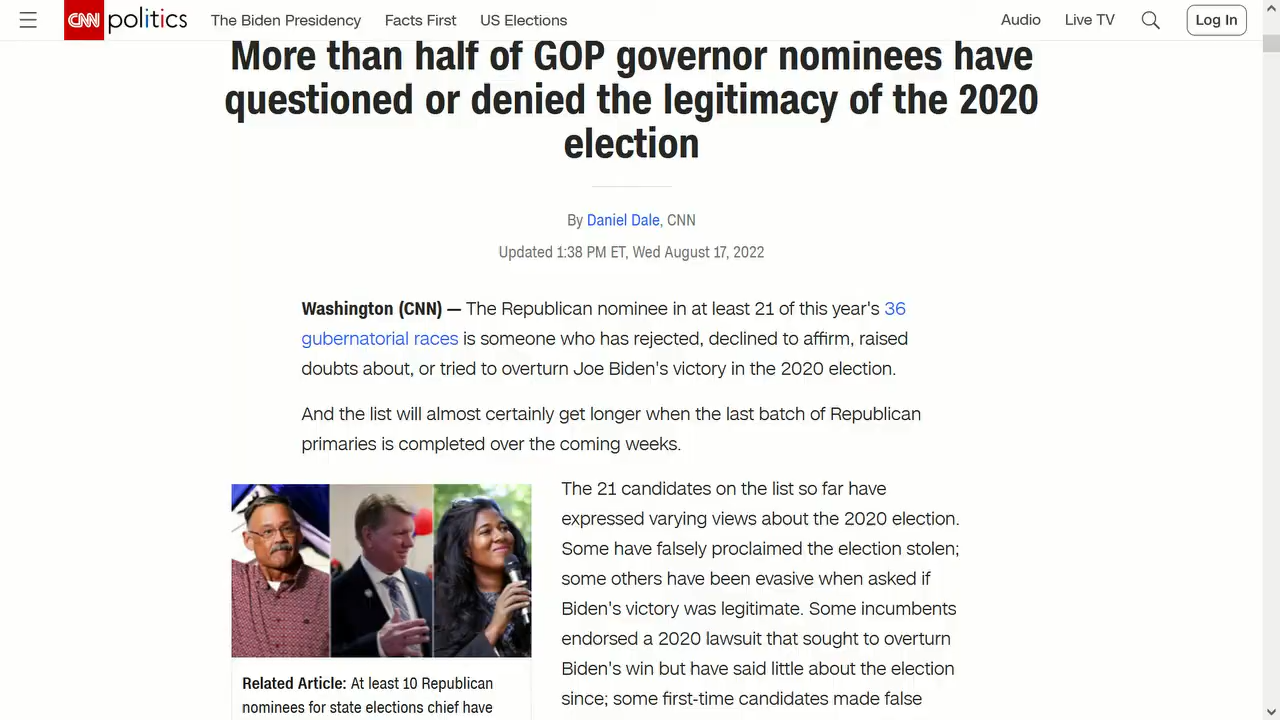 CNN politics The Biden Presidency Facts First US Elections Audio Live TV Log In
More than half of GOP governor nominees have
questioned or denied the legitimacy of the 2020
election
By Daniel Dale, CNN
Updated 1:38 PM ET, Wed August 17, 2022
Washington (CNN) — The Republican nominee in at least 21 of this year's 36
gubernatorial races is someone who has rejected, declined to affirm, raised
doubts about, or tried to overturn Joe Biden's victory in the 2020 election.
And the list will almost certainly get longer when the last batch of Republican
primaries is completed over the coming weeks.
Related Article: At least 10 Republican
nominees for state elections chief have
The 21 candidates on the list so far have
expressed varying views about the 2020 election.
Some have falsely proclaimed the election stolen;
some others have been evasive when asked if
Biden's victory was legitimate. Some incumbents
endorsed a 2020 lawsuit that sought to overturn
Biden's win but have said little about the election
since; some first-time candidates made false